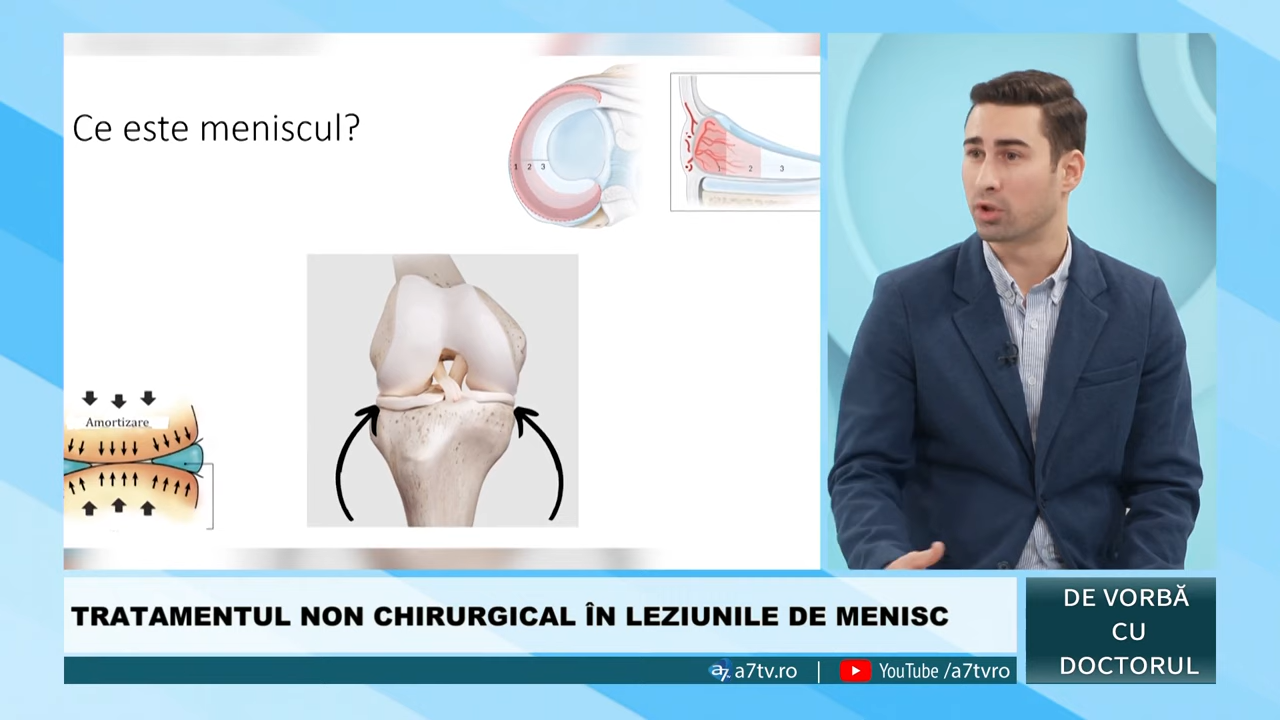 Ce este meniscul?
1 2 3
2 3
Amortizare
TRATAMENTUL NON CHIRURGICAL ÎN LEZIUNILE DE MENISC
DE VORBĂ
CU
DOCTORUL
a7 a7tv.ro | YouTube /a7tvro